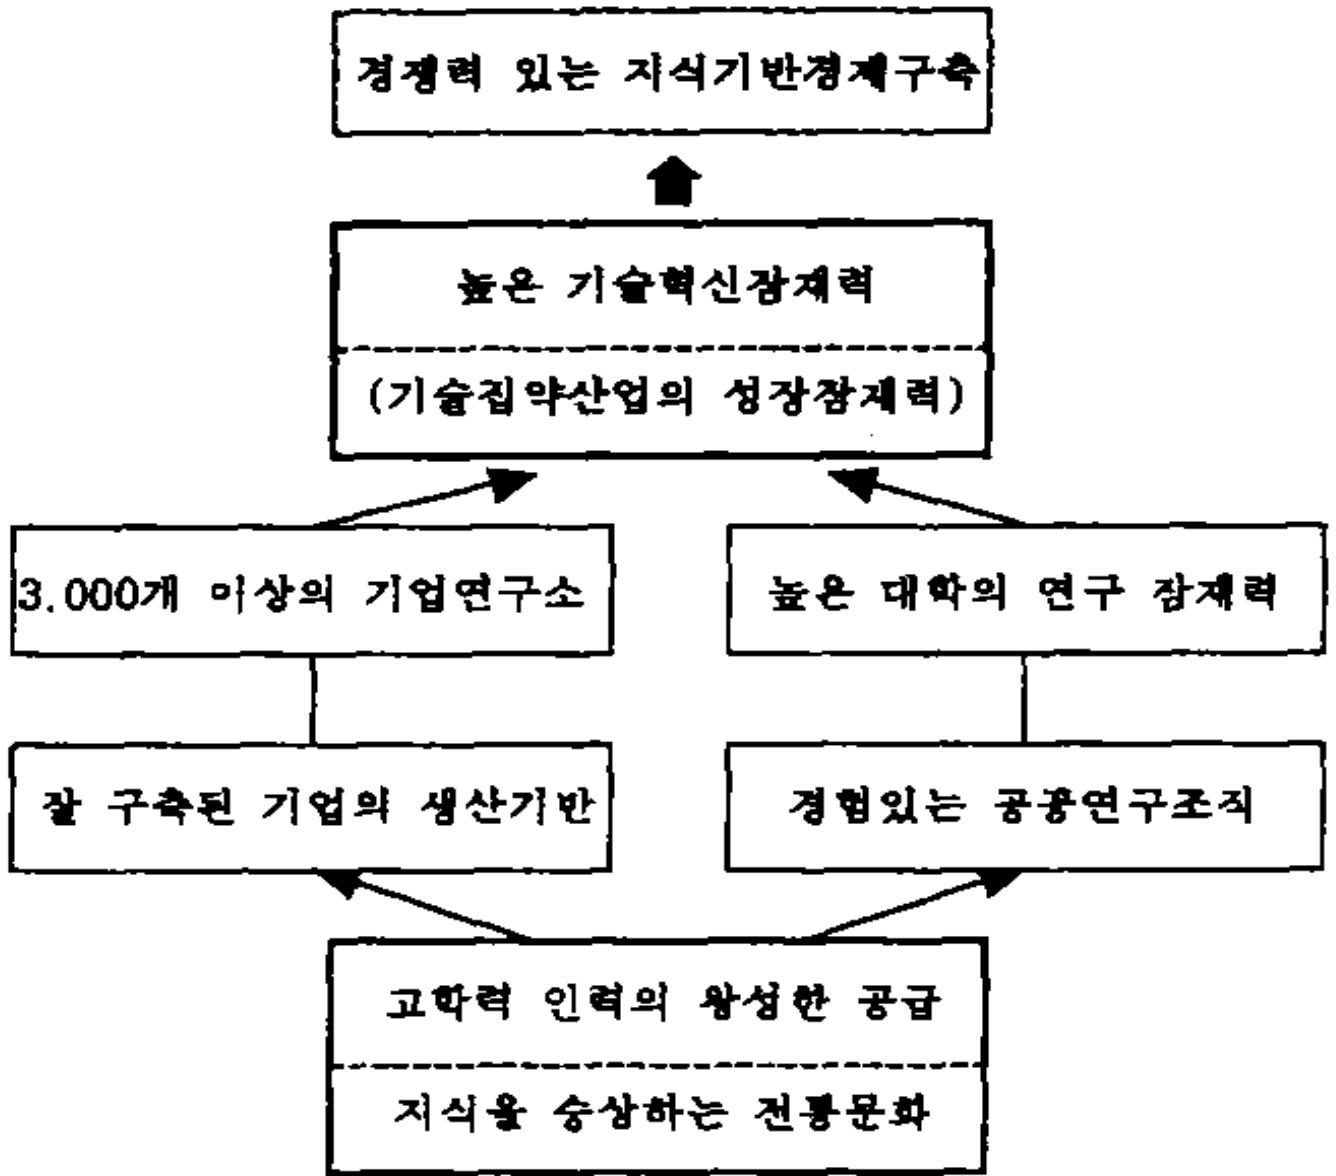 경쟁력 있는 지식기반경제구축
높은 기술혁신잠재력
(기술집약산업의 성장잠재력)
3.000개 이상의 기업연구소
높은 대학의 연구 잠재력
잘 구축된 기업의 생산기반
경험있는 공공연구조직
고학력 인력의 왕성한 공급
지식을 숭상하는 전통문화